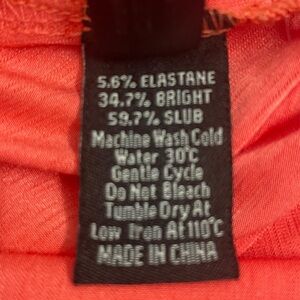 5.6% ELASTANE
34.7% BRIGHT
59.7% SLUB
Machine Wash Cold
Water 30°C
Gentle Cycle
Do Not Bleach
Tumble Dry At
Low Iron At 110°C
MADE IN CHINA